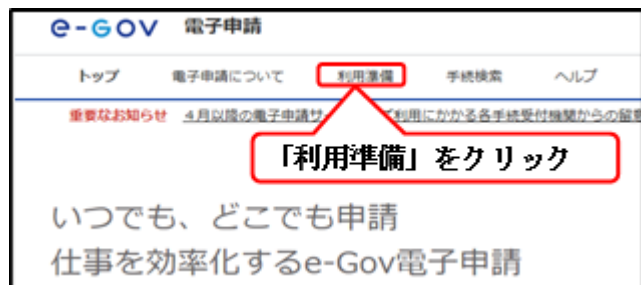 e-GOV 電子申請
トップ 電子申請について 利用準備 手続検索 ヘルプ
重要なお知らせ 4月以降の電子申請サ で利用にかかる各手続受付機関からの留意
「利用準備」をクリック
いつでも、どこでも申請
仕事を効率化するe-Gov電子申請